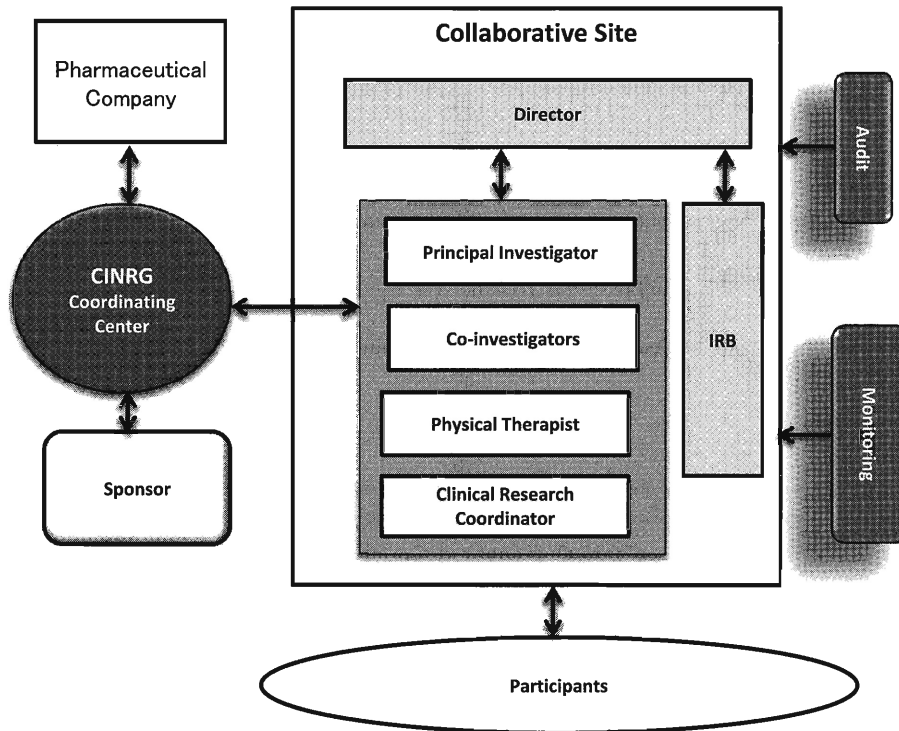 Collaborative Site
Pharmaceutical
Company
Director
Audit
Principal Investigator
CINRG
Coordinating
Center
Co-investigators
IRB
Physical Therapist
Monitoring
Sponsor
Clinical Research
Coordinator
Participants